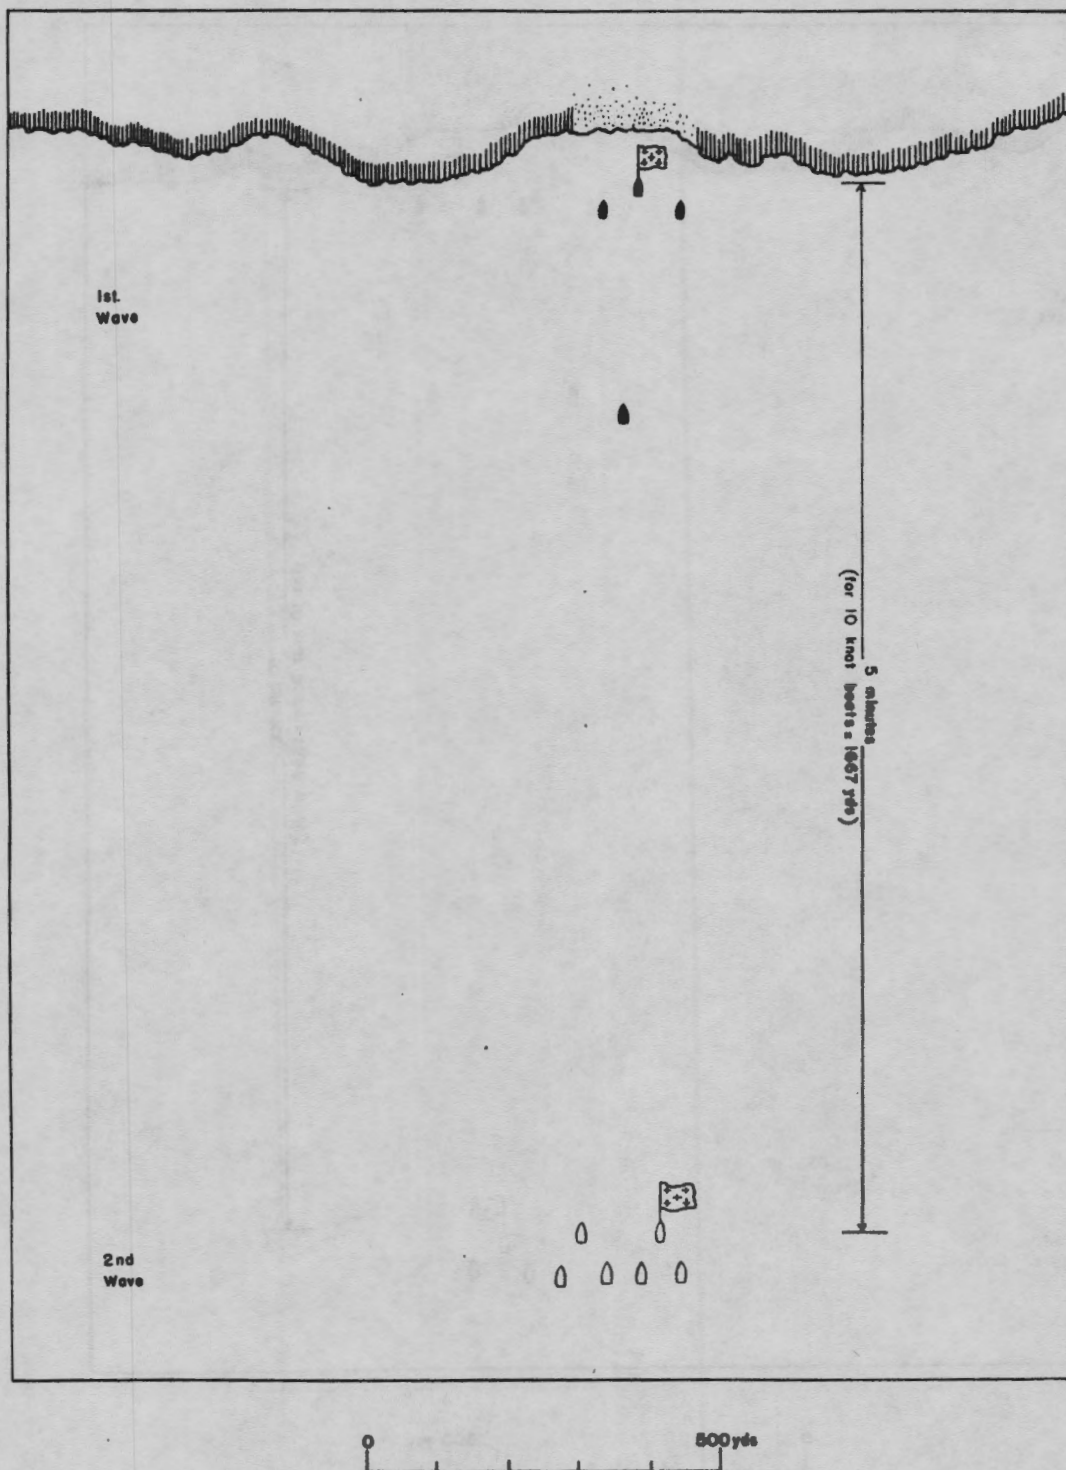 1st.
Wave
5 minutes
(for 10 knot boats = 1667 yds)
2nd
Wave
0
500yds